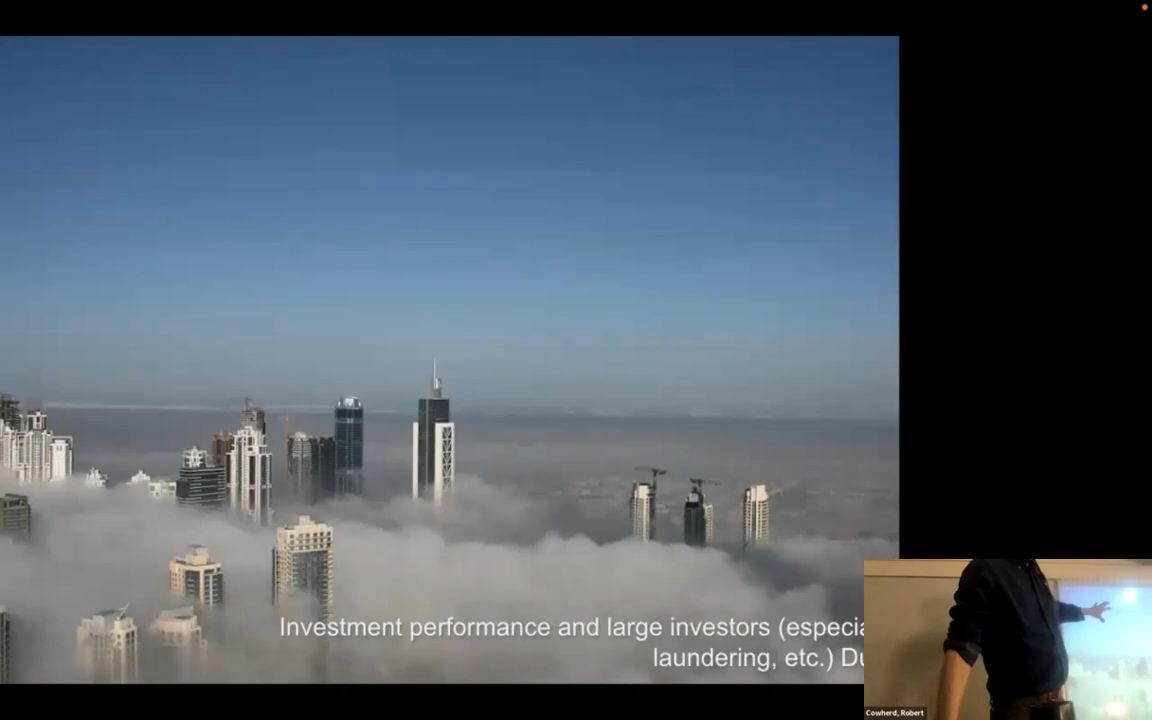 Investment performance and large investors (especia
laundering, etc.) Du
Cowherd, Robert